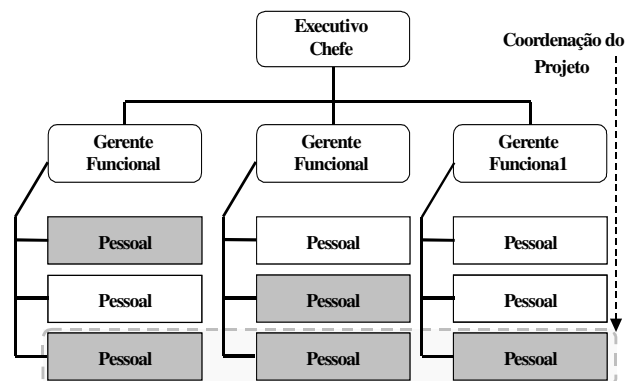 Executivo
Chefe
Coordenação do
Projeto
Gerente
Funcional
Gerente
Funcional
Gerente
Funciona1
Pessoal
Pessoal
Pessoal
Pessoal
Pessoal
Pessoal
Pessoal
Pessoal
Pessoal